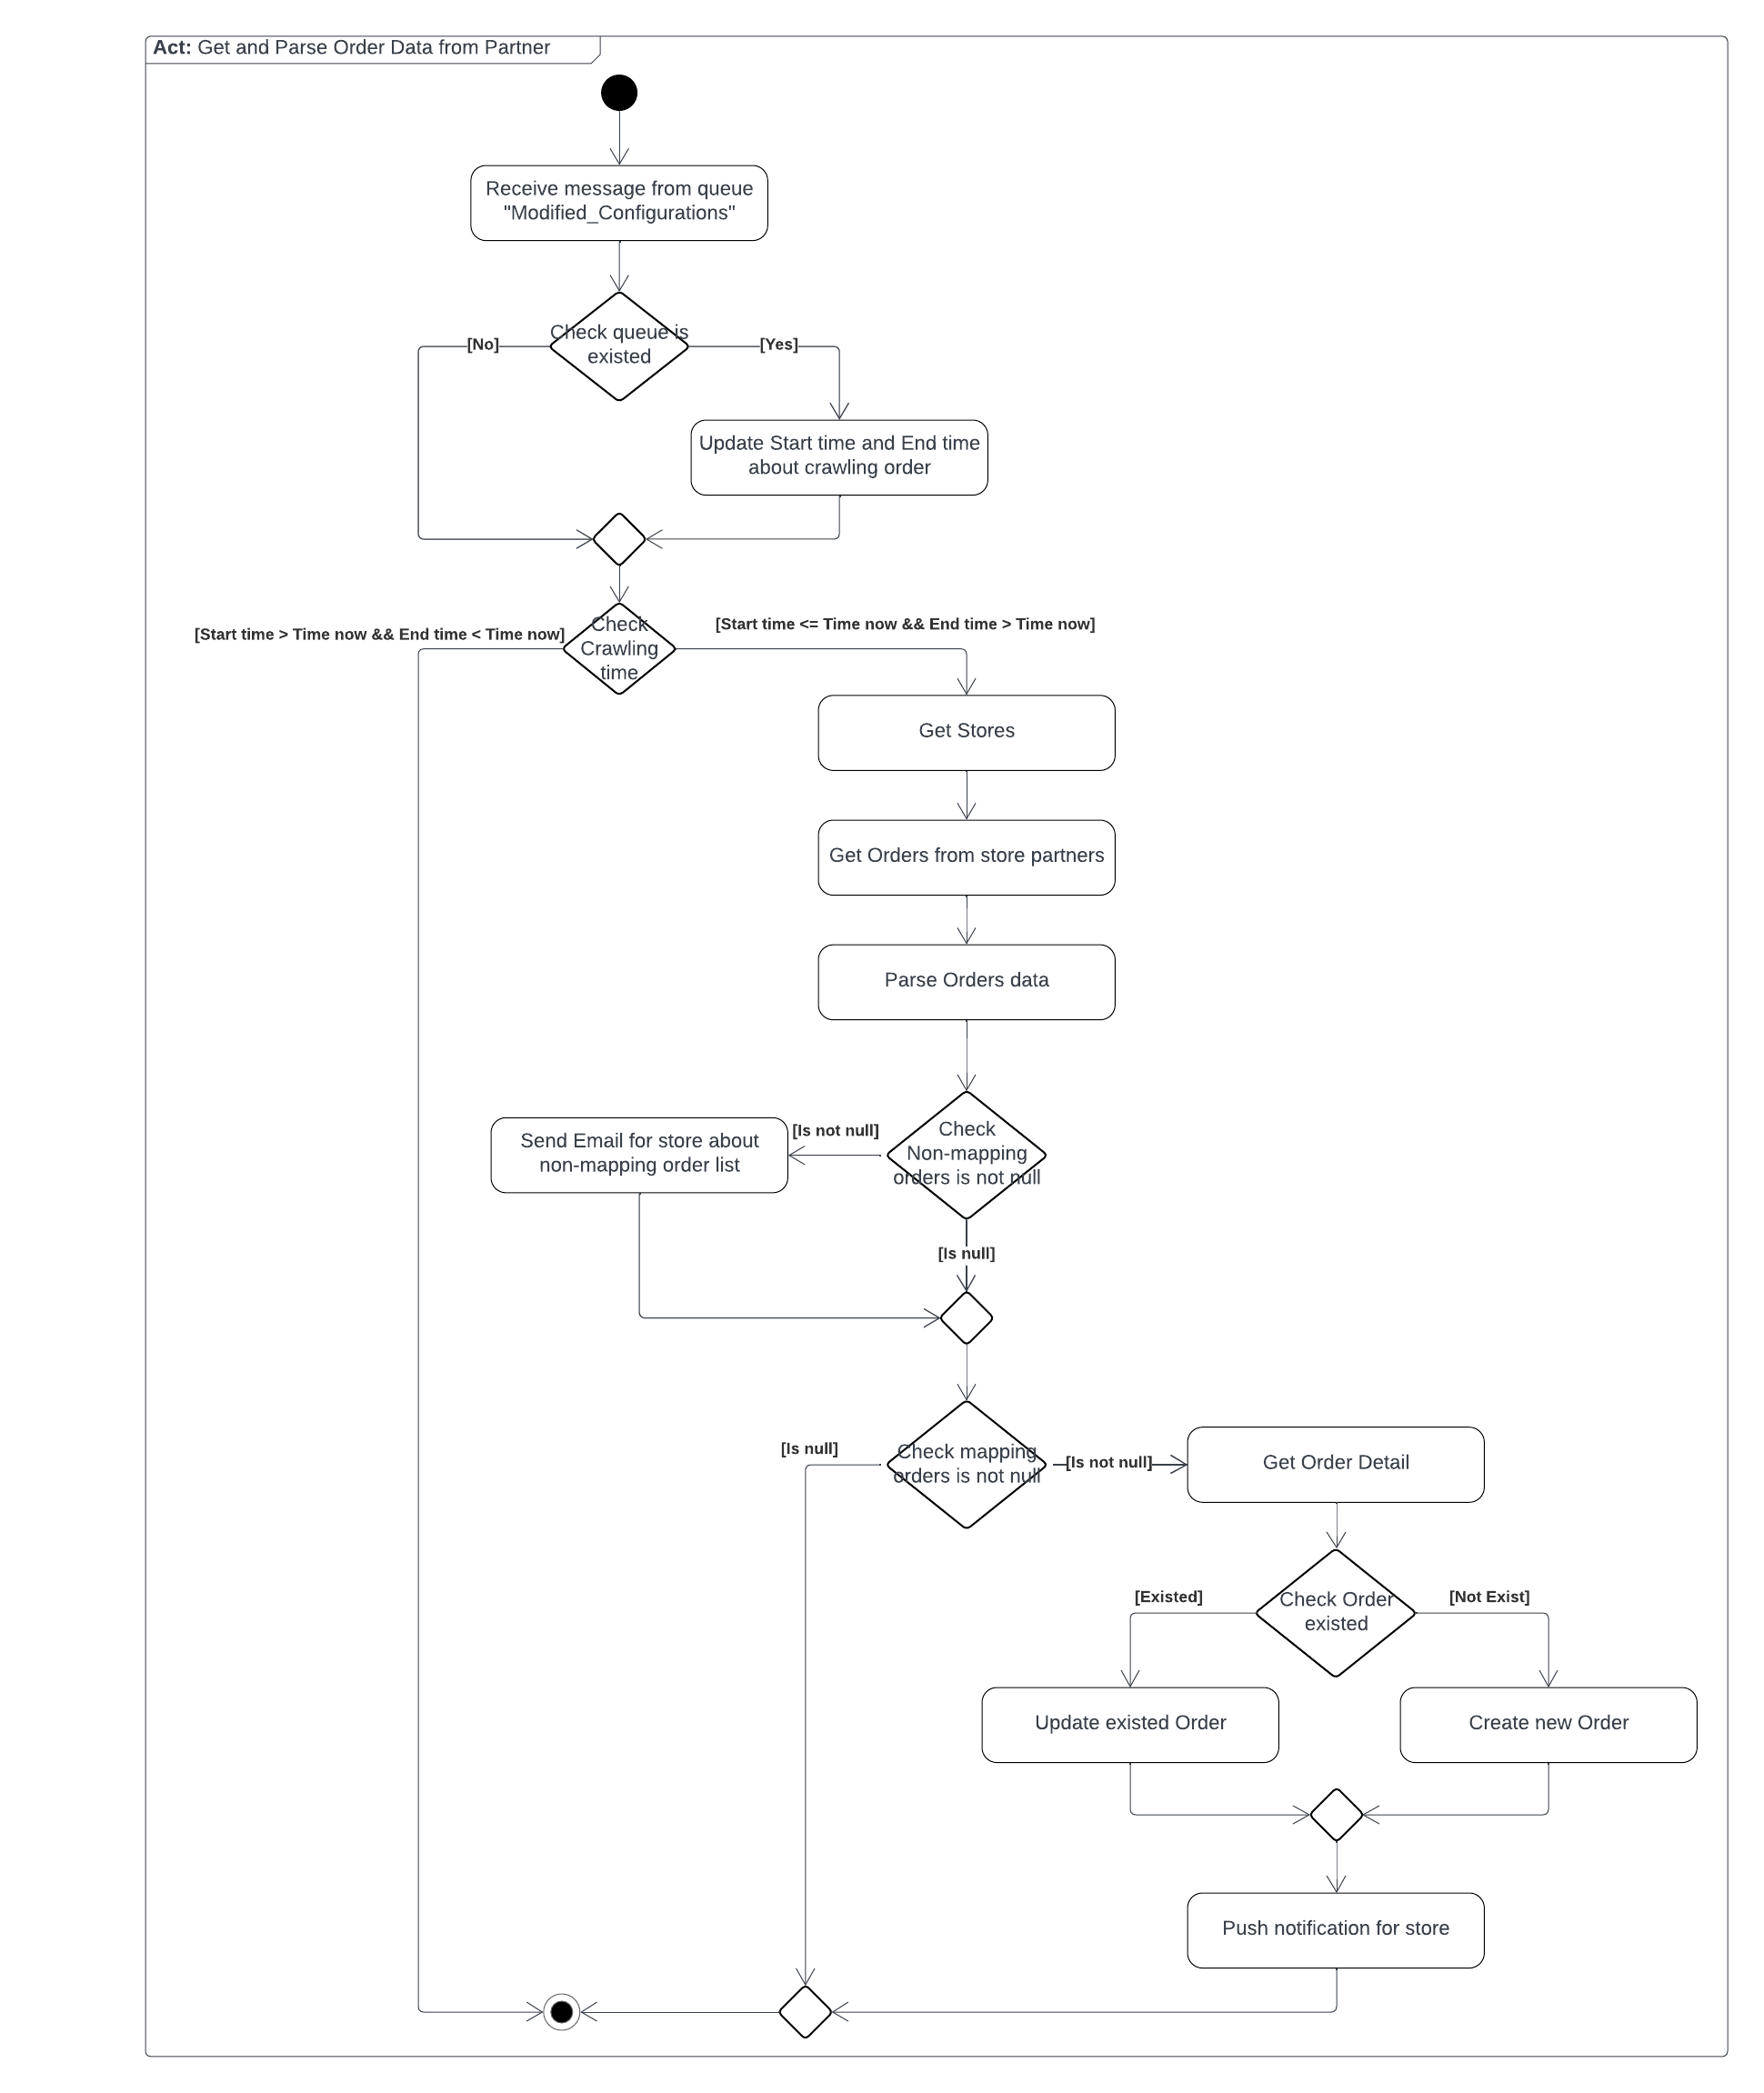 Act: Get and Parse Order Data from Partner
Receive message from queue
"Modified_Configurations"
Check queue is
existed
[No]
[Yes]
Update Start time and End time
about crawling order
[Start time > Time now && End time < Time now]
Check
Crawling
time
[Start time <= Time now && End time > Time now]
Get Stores
Get Orders from store partners
Parse Orders data
Send Email for store about
non-mapping order list
[Is not null]
Check
Non-mapping
orders is not null
[Is null]
[Is null]
Check mapping
orders is not null
[Is not null]
Get Order Detail
[Existed]
Check Order
existed
[Not Exist]
Update existed Order
Create new Order
Push notification for store